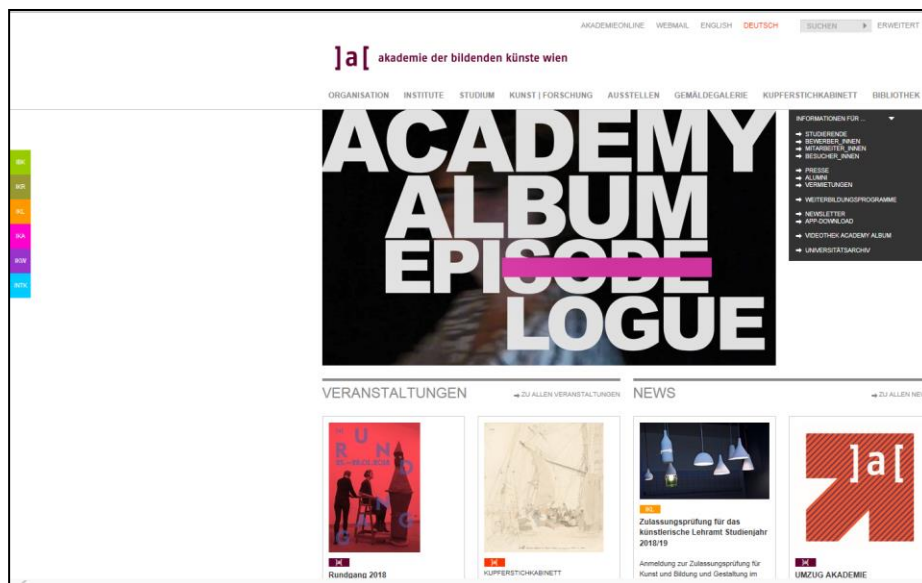 AKADEMIEONLINE WEBMAIL ENGLISH DEUTSCH SUCHEN ERWEITERT
]a[ akademie der bildenden künste wien
ORGANISATION INSTITUTE STUDIUM KUNST | FORSCHUNG AUSSTELLEN GEMÄLDEGALERIE KUPFERSTICHKABINETT BIBLIOTHEK
IBK
IKR
IKL
IKA
IKW
INTK
ACADEMY
ALBUM
EPISODE
LOGUE
INFORMATIONEN FÜR ...
STUDIERENDE
BEWERBER_INNEN
MITARBEITER_INNEN
BESUCHER_INNEN
PRESSE
ALUMNI
VERMIETUNGEN
WEITERBILDUNGSPROGRAMME
NEWSLETTER
APP-DOWNLOAD
VIDEOTHEK ACADEMY ALBUM
UNIVERSITÄTSARCHIV
VERANSTALTUNGEN
ZU ALLEN VERANSTALTUNGEN
NEWS
ZU ALLEN NE
RUND
GANG
]a[
Rundgang 2018
KUPFERSTICHKABINETT
IKL
Zulassungsprüfung für das
künstlerische Lehramt Studienjahr
2018/19
Anmeldung zur Zulassungsprüfung für
Kunst und Bildung und Gestaltung im
]a[
]a[
UMZUG AKADEMIE